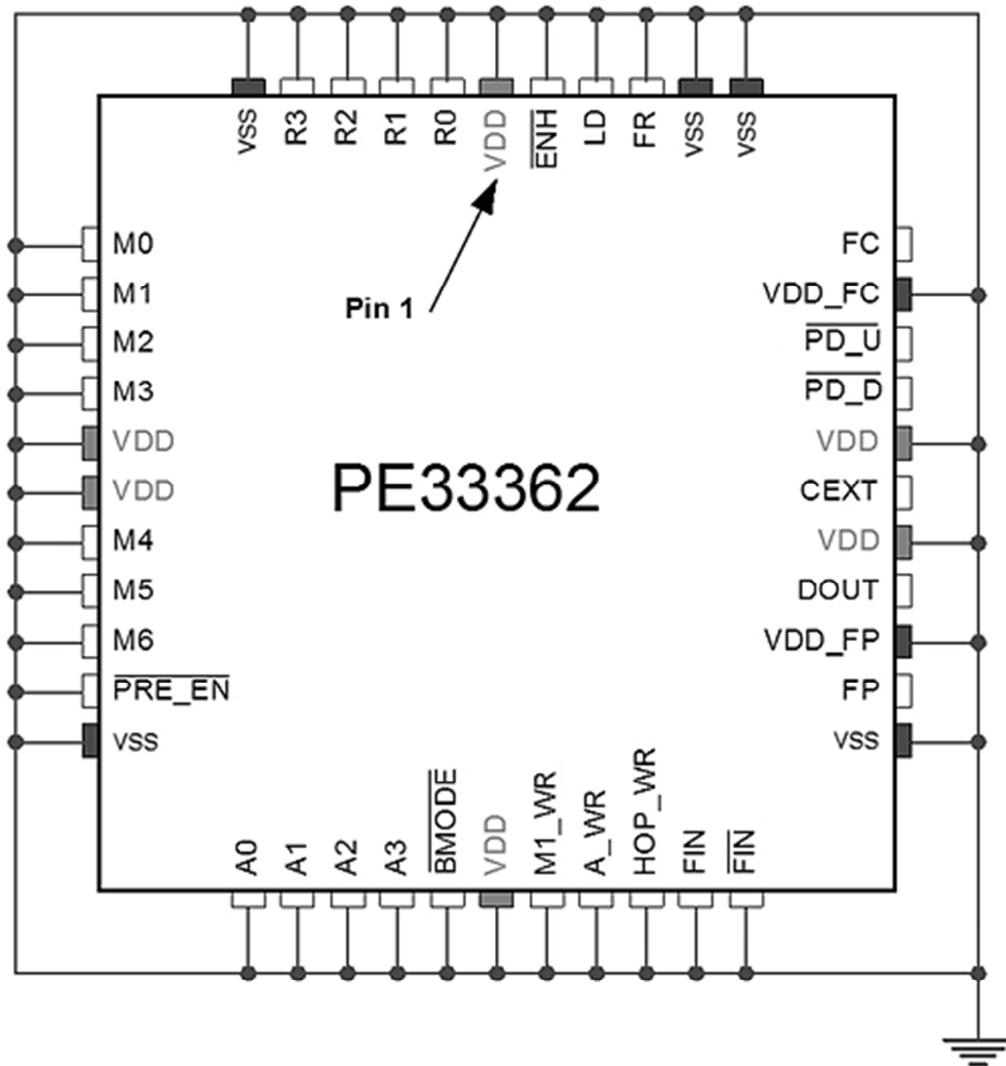 VSS
R3
R2
R1
R0
VDD
ENH
LD
FR
VSS
VSS
Pin 1
M0
M1
M2
M3
VDD
VDD
M4
M5
M6
PRE_EN
VSS
PE33362
FC
VDD_FC
PD_U
PD_D
VDD
CEXT
VDD
DOUT
VDD_FP
FP
VSS
A0
A1
A2
A3
BMODE
VDD
M1_WR
A_WR
HOP_WR
FIN
FIN